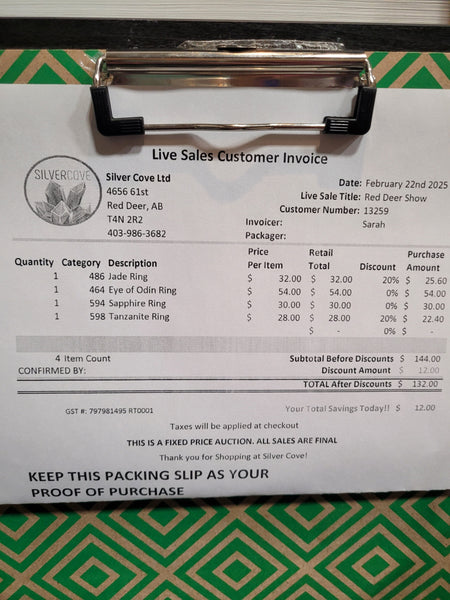 Live Sales Customer Invoice
SILVERCOVE
Silver Cove Ltd
4656 61st
Red Deer, AB
T4N 2R2
403-986-3682
Date: February 22nd 2025
Live Sale Title: Red Deer Show
Customer Number: 13259
Invoicer: Sarah
Packager:
Quantity Category Description Price Per Item Retail Total Discount Purchase Amount
1 486 Jade Ring $ 32.00 $ 32.00 20% $ 25.60
1 464 Eye of Odin Ring $ 54.00 $ 54.00 0% $ 54.00
1 594 Sapphire Ring $ 30.00 $ 30.00 0% $ 30.00
1 598 Tanzanite Ring $ 28.00 $ 28.00 20% $ 22.40
$ - 0% $ -
4 Item Count Subtotal Before Discounts $ 144.00
CONFIRMED BY: Discount Amount $ 12.00
TOTAL After Discounts $ 132.00
GST #: 797981495 RT0001 Your Total Savings Today!! $ 12.00
Taxes will be applied at checkout
THIS IS A FIXED PRICE AUCTION. ALL SALES ARE FINAL
Thank you for Shopping at Silver Cove!
KEEP THIS PACKING SLIP AS YOUR
PROOF OF PURCHASE